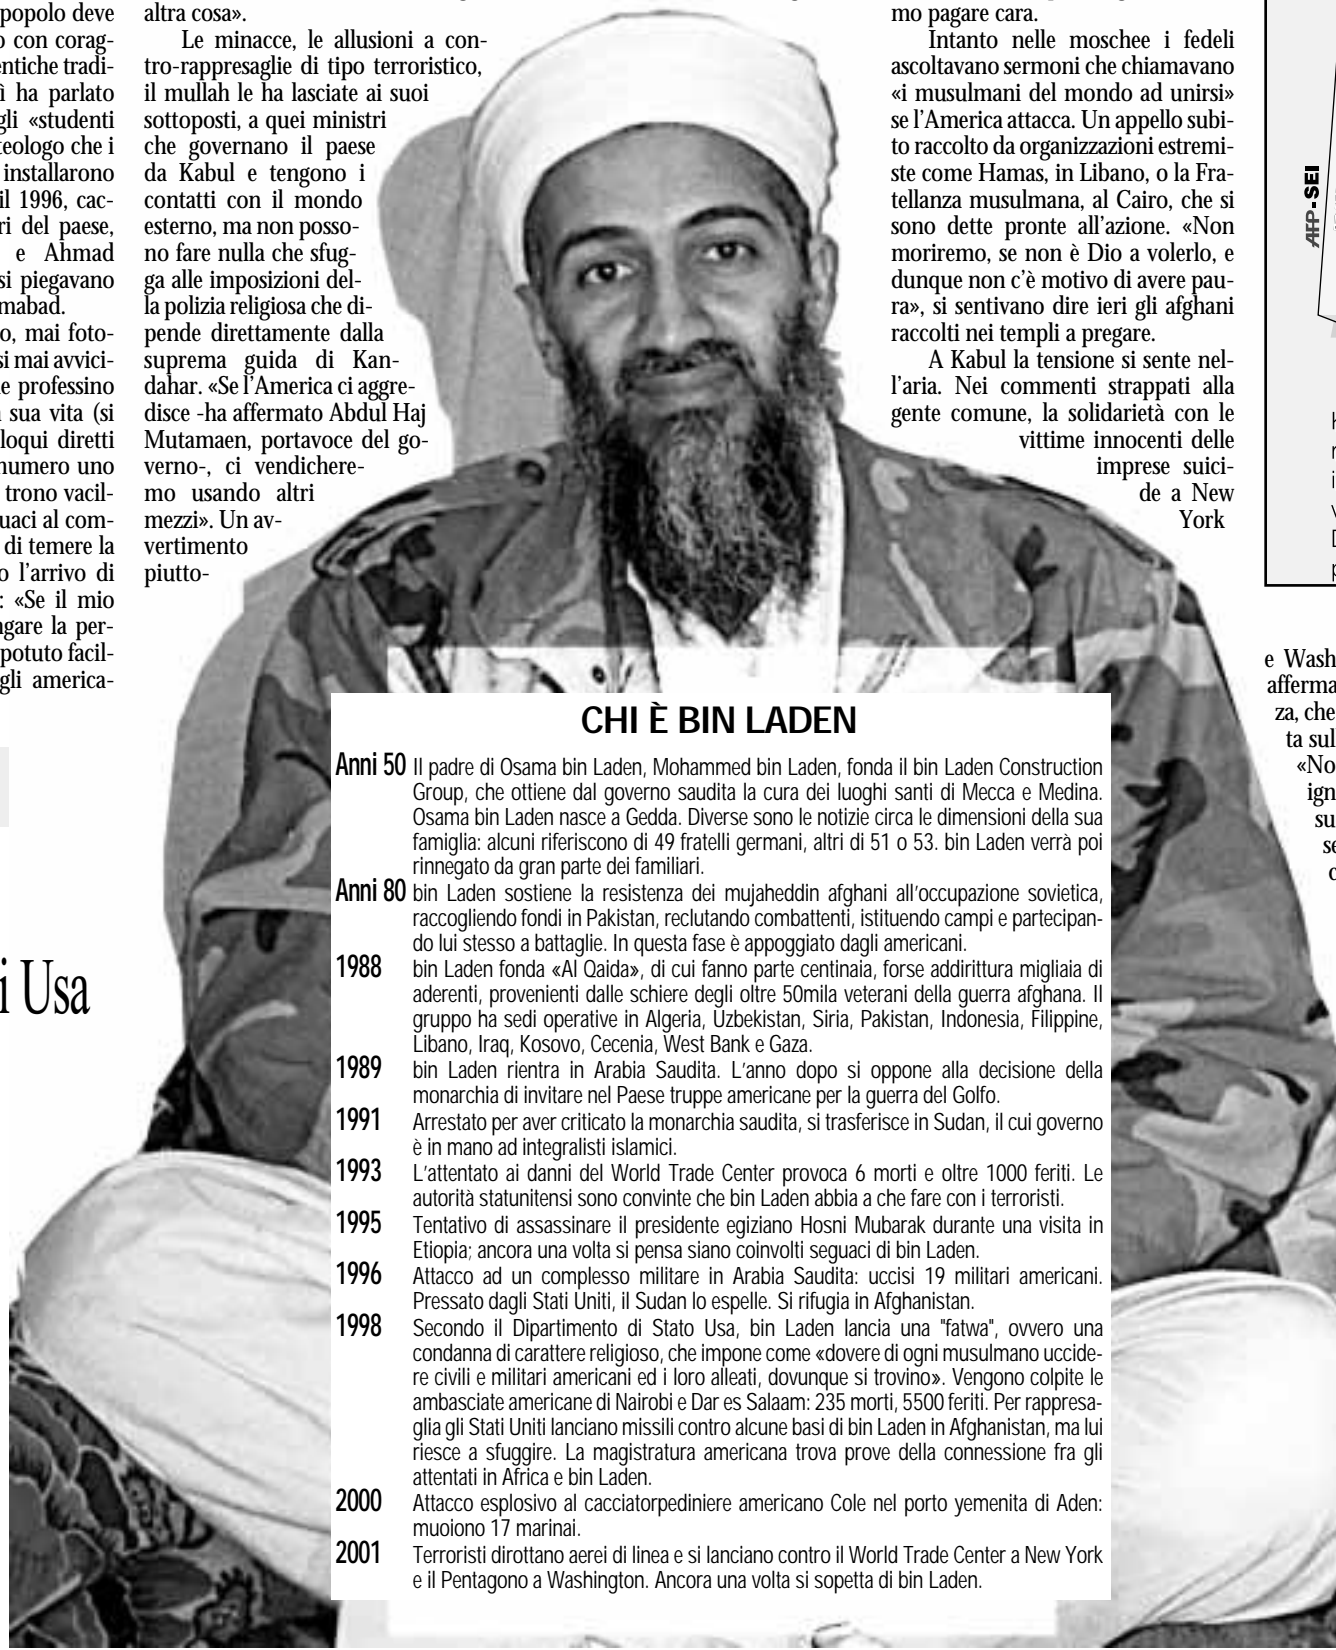 popolo deve
o con corag-
entiche tradi-
ì ha parlato
gli «studenti
teologo che i
installarono
il 1996, cac-
ri del paese,
e Ahmad
si piegavano
mabad.
o, mai foto-
si mai avvici-
e professino
sua vita (si
loqui diretti
numero uno
trono vacil-
uaci al com-
di temere la
o l'arrivo di
: «Se il mio
gare la per-
potuto facil-
gli america-
i Usa
altra cosa».
Le minacce, le allusioni a con-
tro-rappresaglie di tipo terroristico,
il mullah le ha lasciate ai suoi
sottoposti, a quei ministri
che governano il paese
da Kabul e tengono i
contatti con il mondo
esterno, ma non posso-
no fare nulla che sfug-
ga alle imposizioni del-
la polizia religiosa che di-
pende direttamente dalla
suprema guida di Kan-
dahar. «Se l'America ci aggre-
disce -ha affermato Abdul Haj
Mutamaen, portavoce del go-
verno-, ci vendichere-
mo usando altri
mezzi». Un av-
vertimento
piutto-
mo pagare cara.
Intanto nelle moschee i fedeli
ascoltavano sermoni che chiamavano
«i musulmani del mondo ad unirsi»
se l'America attacca. Un appello subi-
to raccolto da organizzazioni estremi-
ste come Hamas, in Libano, o la Fra-
tellanza musulmana, al Cairo, che si
sono dette pronte all'azione. «Non
moriremo, se non è Dio a volerlo, e
dunque non c'è motivo di avere pau-
ra», si sentivano dire ieri gli afghani
raccolti nei templi a pregare.
A Kabul la tensione si sente nel-
l'aria. Nei commenti strappati alla
gente comune, la solidarietà con le
vittime innocenti delle
imprese suici-
de a New
York
AFP-SEI
e Wash
afferma
za, che
ta sul
«No
ign
su
se
c
CHI È BIN LADEN
Anni 50 Il padre di Osama bin Laden, Mohammed bin Laden, fonda il bin Laden Construction
Group, che ottiene dal governo saudita la cura dei luoghi santi di Mecca e Medina.
Osama bin Laden nasce a Gedda. Diverse sono le notizie circa le dimensioni della sua
famiglia: alcuni riferiscono di 49 fratelli germani, altri di 51 o 53. bin Laden verrà poi
rinnegato da gran parte dei familiari.
Anni 80 bin Laden sostiene la resistenza dei mujaheddin afghani all'occupazione sovietica,
raccogliendo fondi in Pakistan, reclutando combattenti, istituendo campi e partecipan-
do lui stesso a battaglie. In questa fase è appoggiato dagli americani.
1988 bin Laden fonda «Al Qaida», di cui fanno parte centinaia, forse addirittura migliaia di
aderenti, provenienti dalle schiere degli oltre 50mila veterani della guerra afghana. Il
gruppo ha sedi operative in Algeria, Uzbekistan, Siria, Pakistan, Indonesia, Filippine,
Libano, Iraq, Kosovo, Cecenia, West Bank e Gaza.
1989 bin Laden rientra in Arabia Saudita. L'anno dopo si oppone alla decisione della
monarchia di invitare nel Paese truppe americane per la guerra del Golfo.
1991 Arrestato per aver criticato la monarchia saudita, si trasferisce in Sudan, il cui governo
è in mano ad integralisti islamici.
1993 L'attentato ai danni del World Trade Center provoca 6 morti e oltre 1000 feriti. Le
autorità statunitensi sono convinte che bin Laden abbia a che fare con i terroristi.
1995 Tentativo di assassinare il presidente egiziano Hosni Mubarak durante una visita in
Etiopia; ancora una volta si pensa siano coinvolti seguaci di bin Laden.
1996 Attacco ad un complesso militare in Arabia Saudita: uccisi 19 militari americani.
Pressato dagli Stati Uniti, il Sudan lo espelle. Si rifugia in Afghanistan.
1998 Secondo il Dipartimento di Stato Usa, bin Laden lancia una "fatwa", ovvero una
condanna di carattere religioso, che impone come «dovere di ogni musulmano uccide-
re civili e militari americani ed i loro alleati, dovunque si trovino». Vengono colpite le
ambasciate americane di Nairobi e Dar es Salaam: 235 morti, 5500 feriti. Per rappresa-
glia gli Stati Uniti lanciano missili contro alcune basi di bin Laden in Afghanistan, ma lui
riesce a sfuggire. La magistratura americana trova prove della connessione fra gli
attentati in Africa e bin Laden.
2000 Attacco esplosivo al cacciatorpediniere americano Cole nel porto yemenita di Aden:
muoiono 17 marinai.
2001 Terroristi dirottano aerei di linea e si lanciano contro il World Trade Center a New York
e il Pentagono a Washington. Ancora una volta si sopetta di bin Laden.